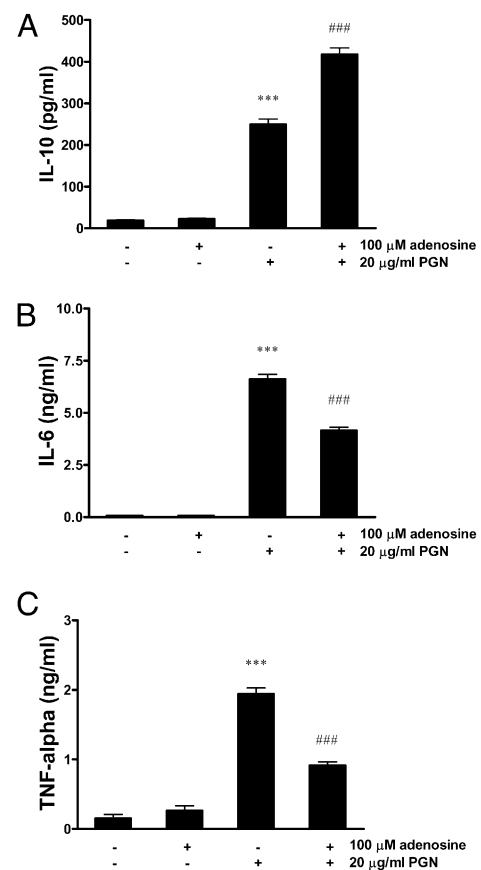 A
IL-10 (pg/ml)
500
400
300
200
100
0
***
###
- + - + 100 μM adenosine
- - + + 20 μg/ml PGN
B
IL-6 (ng/ml)
10.0
7.5
5.0
2.5
0.0
***
###
- + - + 100 μM adenosine
- - + + 20 μg/ml PGN
C
TNF-alpha (ng/ml)
3
2
1
0
***
###
- + - + 100 μM adenosine
- - + + 20 μg/ml PGN